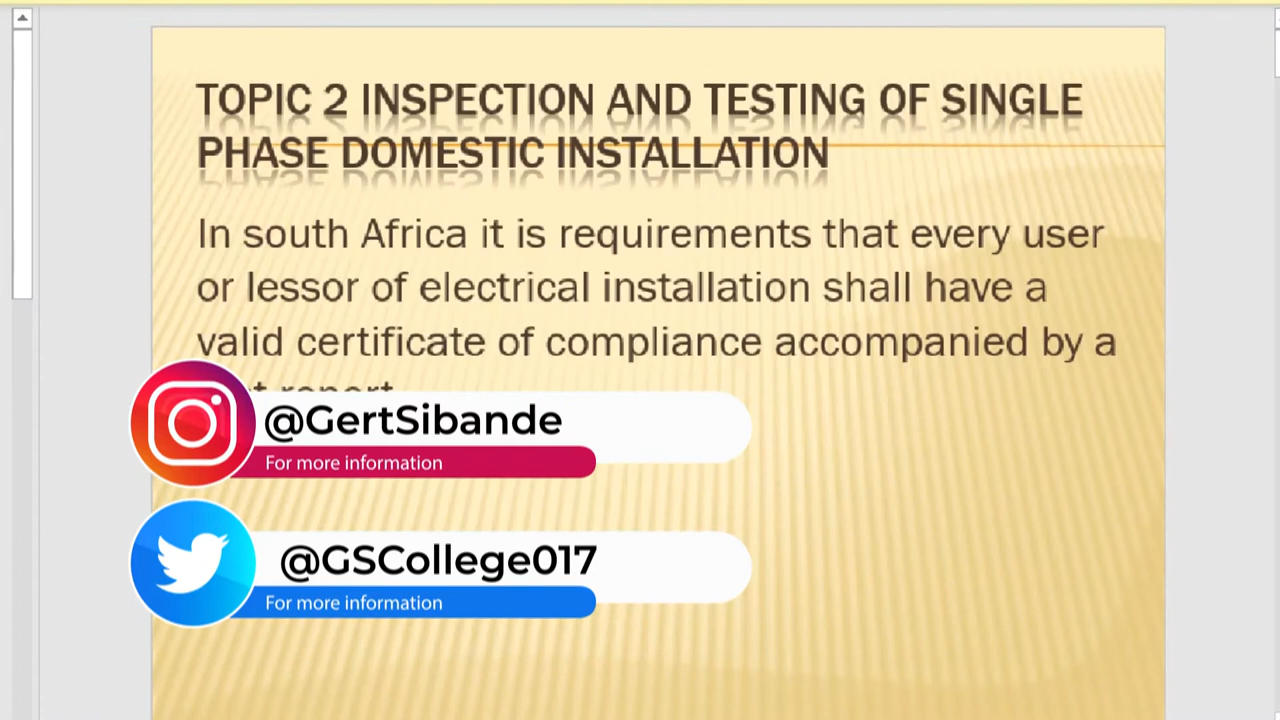 TOPIC 2 INSPECTION AND TESTING OF SINGLE
PHASE DOMESTIC INSTALLATION
In south Africa it is requirements that every user
or lessor of electrical installation shall have a
valid certificate of compliance accompanied by a
report
@GertSibande
For more information
@GSCollege017
For more information